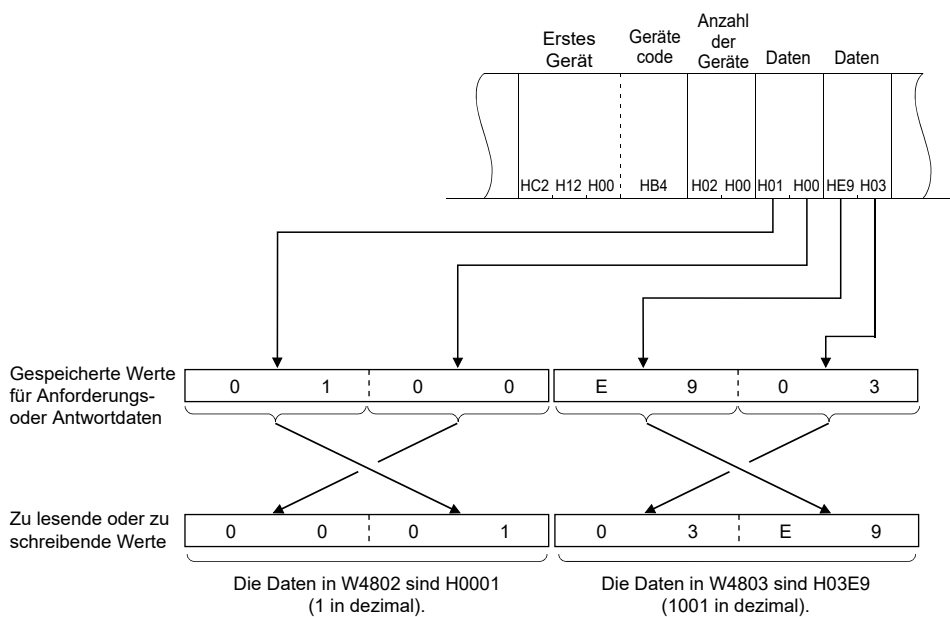 Erstes
Gerät
Geräte
code
Anzahl
der
Geräte
Daten
Daten
HC2 H12 H00 HB4 H02 H00 H01 H00 HE9 H03
Gespeicherte Werte
für Anforderungs-
oder Antwortdaten
0 1 0 0 E 9 0 3
Zu lesende oder zu
schreibende Werte
0 0 0 1 0 3 E 9
Die Daten in W4802 sind H0001
(1 in dezimal).
Die Daten in W4803 sind H03E9
(1001 in dezimal).